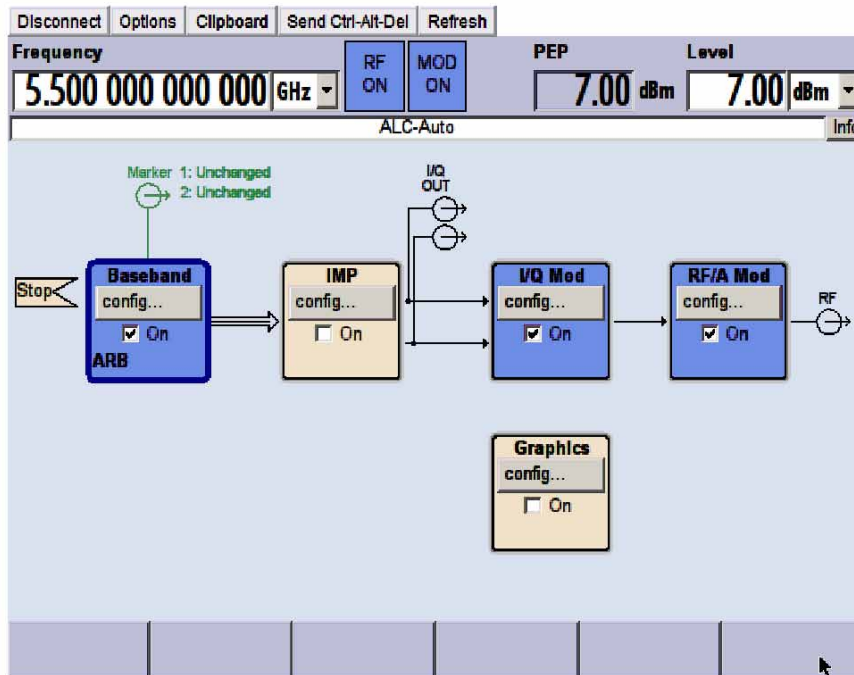 Disconnect Options Clipboard Send Ctrl-Alt-Del Refresh
Frequency RF ON MOD ON PEP Level
5.500 000 000 000 GHz 7.00 dBm 7.00 dBm
ALC-Auto Info
Marker 1: Unchanged
2: Unchanged
I/Q
OUT
Stop
Baseband IMP I/Q Mod RF/A Mod
config... config... config... config...
RF
On On On On
ARB
Graphics
config...
On